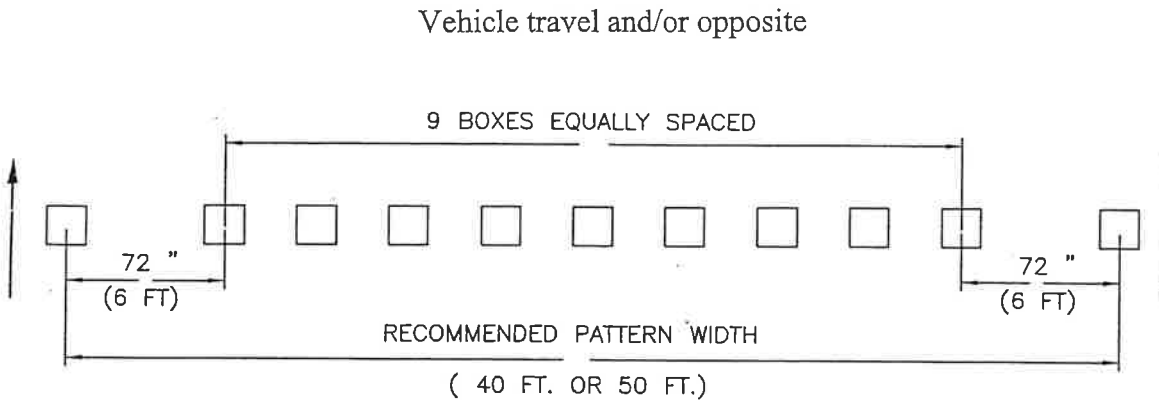 Vehicle travel and/or opposite
9 BOXES EQUALLY SPACED
72 "
(6 FT)
72 "
(6 FT)
RECOMMENDED PATTERN WIDTH
( 40 FT. OR 50 FT.)